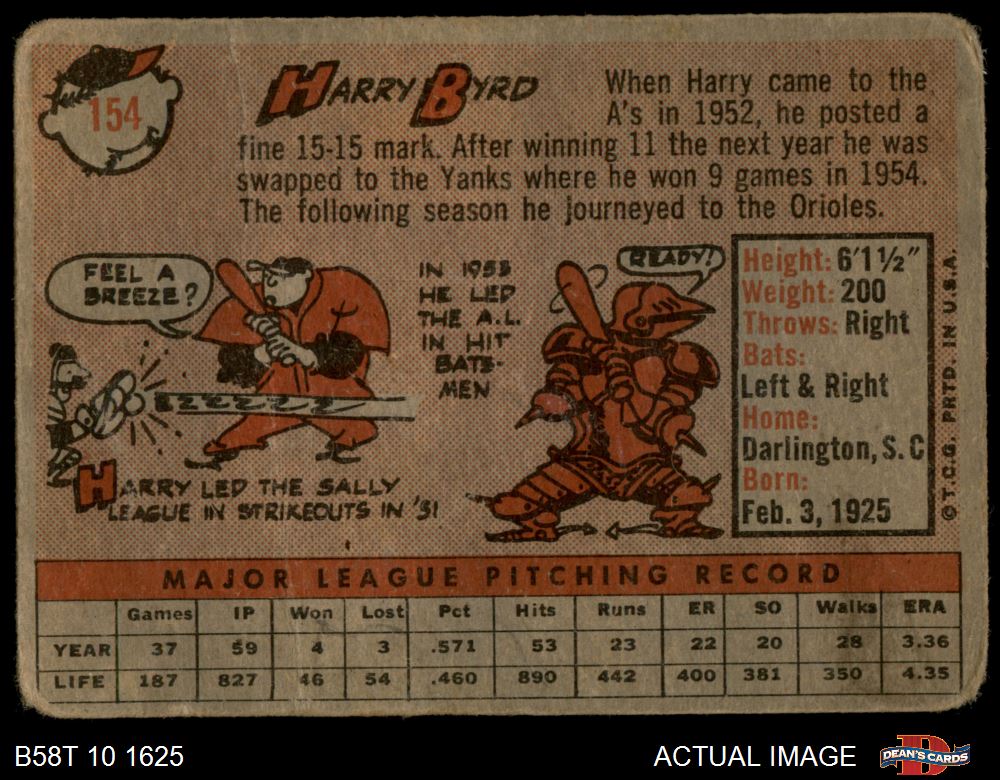 154
HARRY BYRD
When Harry came to the
A's in 1952, he posted a
fine 15-15 mark. After winning 11 the next year he was
swapped to the Yanks where he won 9 games in 1954.
The following season he journeyed to the Orioles.
FEEL A
BREEZE?
HARRY LED THE SALLY
LEAGUE IN STRIKEOUTS IN '51
IN 1953
HE LED
THE A.L.
IN HIT
BATS-
MEN
READY!
Height: 6'1½"
Weight: 200
Throws: Right
Bats:
Left & Right
Home:
Darlington, S. C.
Born:
Feb. 3, 1925
© T.C.G. PRTD. IN U.S.A.
MAJOR LEAGUE PITCHING RECORD
Games IP Won Lost Pct Hits Runs ER SO Walks ERA
YEAR 37 59 4 3 .571 53 23 22 20 28 3.36
LIFE 187 827 46 54 .460 890 442 400 381 350 4.35
B58T 10 1625
ACTUAL IMAGE
DEAN'S CARDS